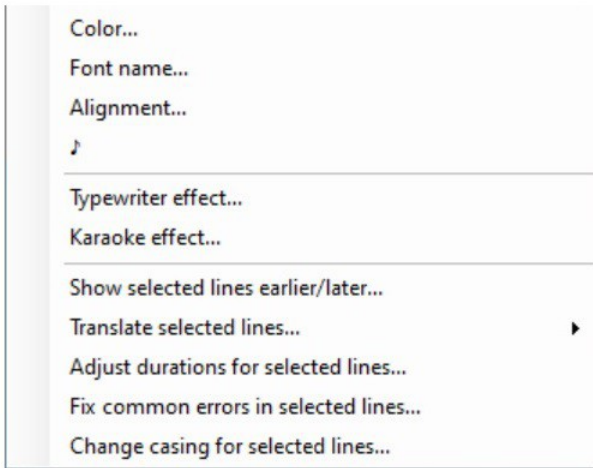 Color...
Font name...
Alignment...
♪
Typewriter effect...
Karaoke effect...
Show selected lines earlier/later...
Translate selected lines...
Adjust durations for selected lines...
Fix common errors in selected lines...
Change casing for selected lines...